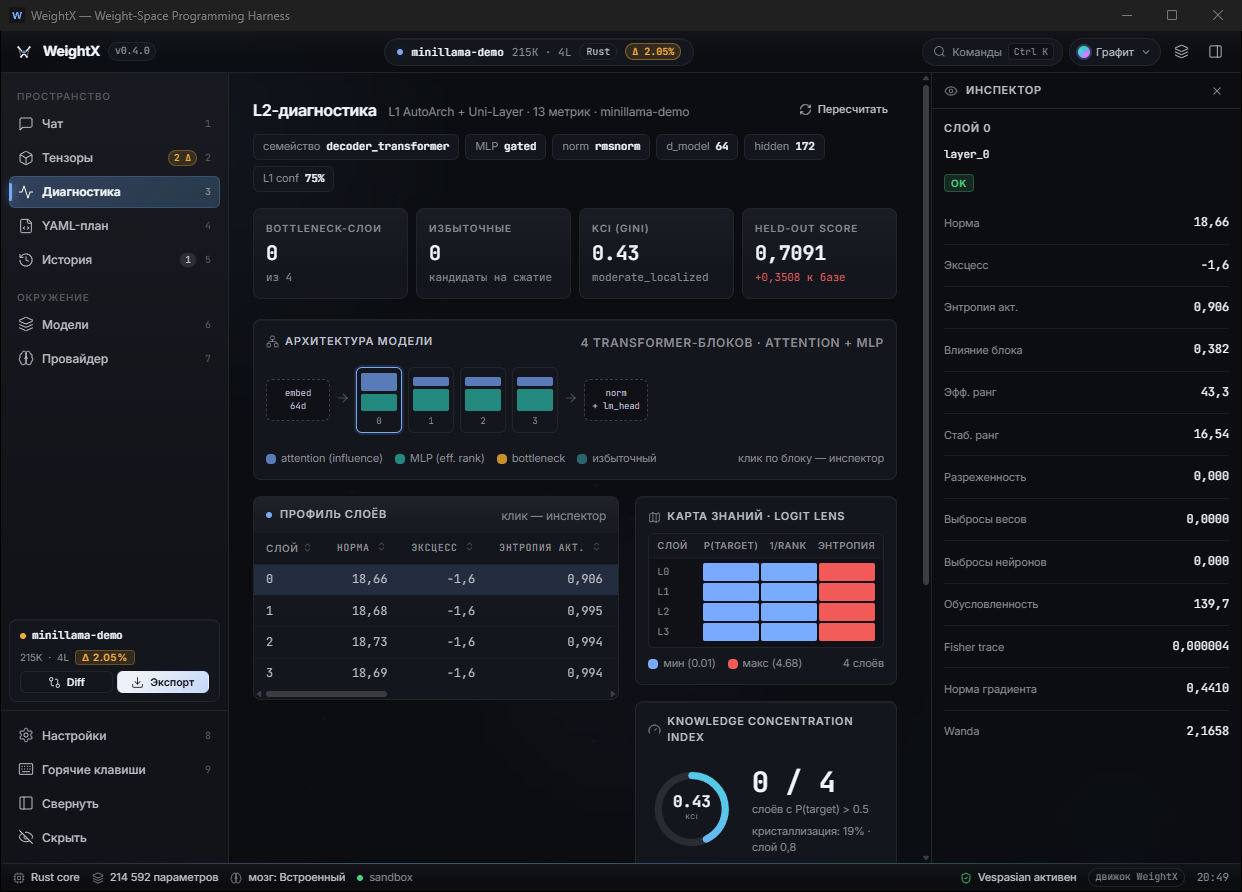 WeightX — Weight-Space Programming Harness
WeightX v0.4.0
minillama-demo 215K · 4L Rust Δ 2.05%
Команды Ctrl K
Графит
ПРОСТРАНСТВО
Чат 1
Тензоры 2 Δ 2
Диагностика 3
YAML-план 4
История 1 5
ОКРУЖЕНИЕ
Модели 6
Провайдер 7
minillama-demo
215K · 4L Δ 2.05%
Diff
Экспорт
Настройки 8
Горячие клавиши 9
Свернуть
Скрыть
L2-диагностика L1 AutoArch + Uni-Layer · 13 метрик · minillama-demo
Пересчитать
семейство decoder_transformer
MLP gated
norm rmsnorm
d_model 64
hidden 172
L1 conf 75%
BOTTLENECK-СЛОИ
0
из 4
ИЗБЫТОЧНЫЕ
0
кандидаты на сжатие
KCI (GINI)
0.43
moderate_localized
HELD-OUT SCORE
0,7091
+0,3508 к базе
АРХИТЕКТУРА МОДЕЛИ
4 TRANSFORMER-БЛОКОВ · ATTENTION + MLP
embed
64d
0
1
2
3
norm
+ lm_head
attention (influence)
MLP (eff. rank)
bottleneck
избыточный
клик по блоку — инспектор
ПРОФИЛЬ СЛОЁВ
клик — инспектор
СЛОЙ НОРМА ЭКСЦЕСС ЭНТРОПИЯ АКТ.
0 18,66 -1,6 0,906
1 18,68 -1,6 0,995
2 18,73 -1,6 0,994
3 18,69 -1,6 0,994
КАРТА ЗНАНИЙ · LOGIT LENS
СЛОЙ P(TARGET) 1/RANK ЭНТРОПИЯ
L0
L1
L2
L3
мин (0.01)
макс (4.68)
4 слоёв
KNOWLEDGE CONCENTRATION
INDEX
0.43
KCI
0 / 4
слоёв с P(target) > 0.5
кристаллизация: 19% ·
слой 0,8
ИНСПЕКТОР
СЛОЙ 0
layer_0
OK
Норма 18,66
Эксцесс -1,6
Энтропия акт. 0,906
Влияние блока 0,382
Эфф. ранг 43,3
Стаб. ранг 16,54
Разреженность 0,000
Выбросы весов 0,0000
Выбросы нейронов 0,000
Обусловленность 139,7
Fisher trace 0,000004
Норма градиента 0,4410
Wanda 2,1658
Rust core
214 592 параметров
мозг: Встроенный
sandbox
Vespasian активен
движок WeightX
20:49